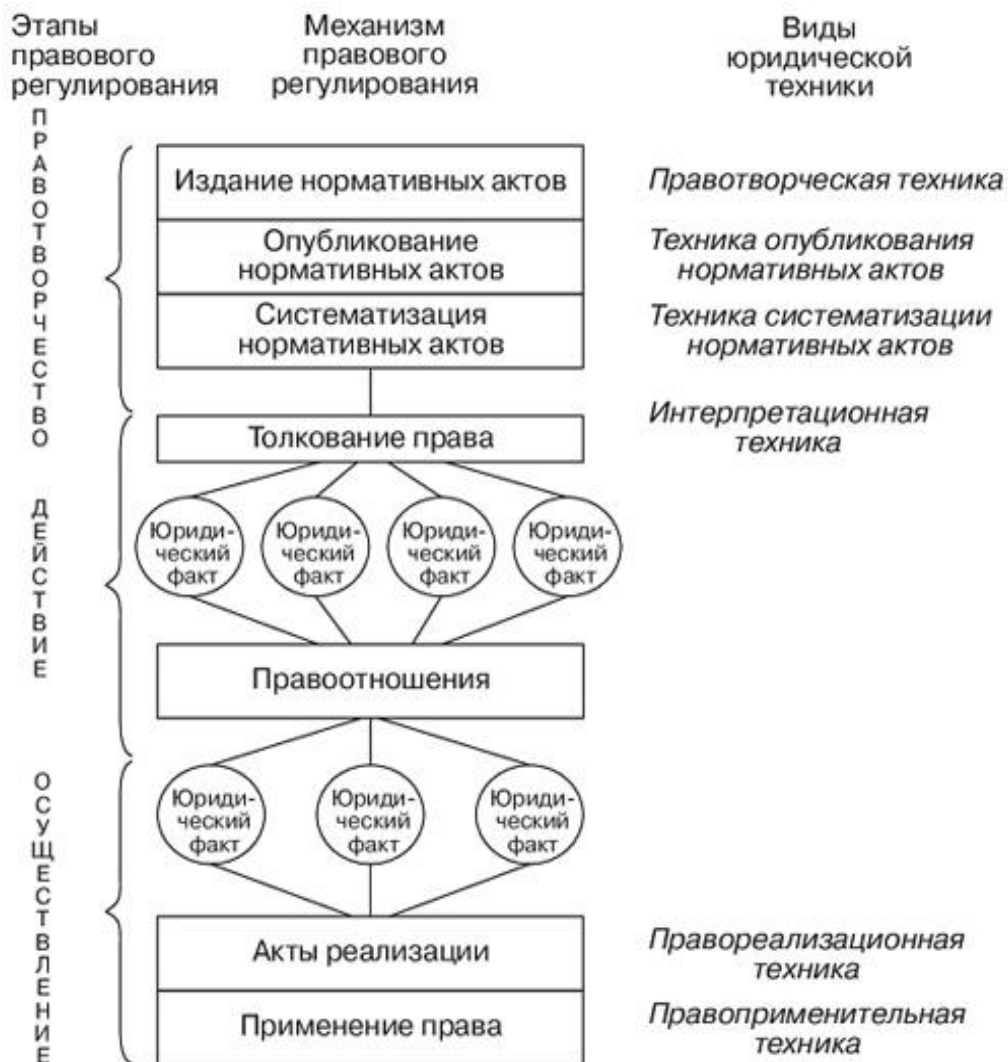 Этапы
правового
регулирования
Механизм
правового
регулирования
Виды
юридической
техники
ПРАВОТВОРЧЕСТВО
Издание нормативных актов
Правотворческая техника
Опубликование
нормативных актов
Техника опубликования
нормативных актов
Систематизация
нормативных актов
Техника систематизации
нормативных актов
Толкование права
Интерпретационная
техника
ДЕЙСТВИЕ
Юриди-
ческий
факт
Юриди-
ческий
факт
Юриди-
ческий
факт
Юриди-
ческий
факт
Правоотношения
ОСУЩЕСТВЛЕНИЕ
Юриди-
ческий
факт
Юриди-
ческий
факт
Юриди-
ческий
факт
Акты реализации
Правореализационная
техника
Применение права
Правоприменительная
техника